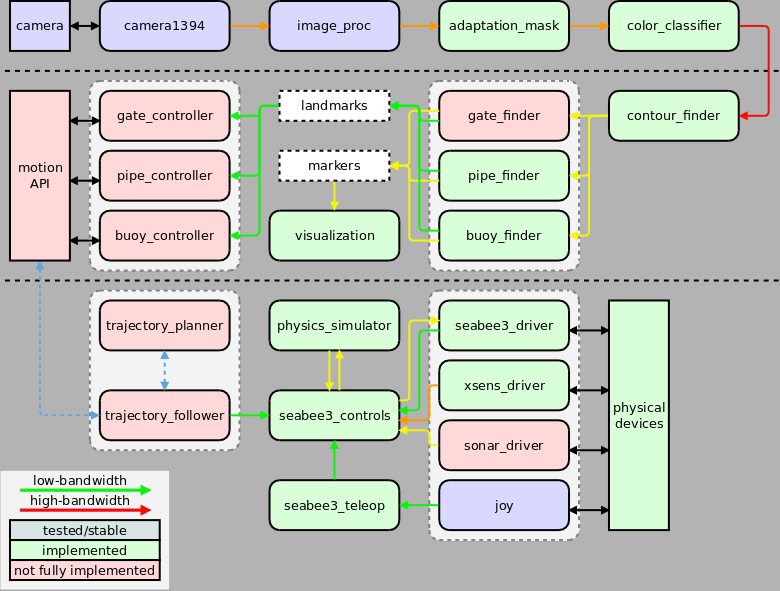 camera
camera1394
image_proc
adaptation_mask
color_classifier
motion
API
gate_controller
landmarks
gate_finder
contour_finder
pipe_controller
markers
pipe_finder
buoy_controller
visualization
buoy_finder
trajectory_planner
physics_simulator
seabee3_driver
xsens_driver
physical
devices
trajectory_follower
seabee3_controls
sonar_driver
seabee3_teleop
joy
low-bandwidth
high-bandwidth
tested/stable
implemented
not fully implemented